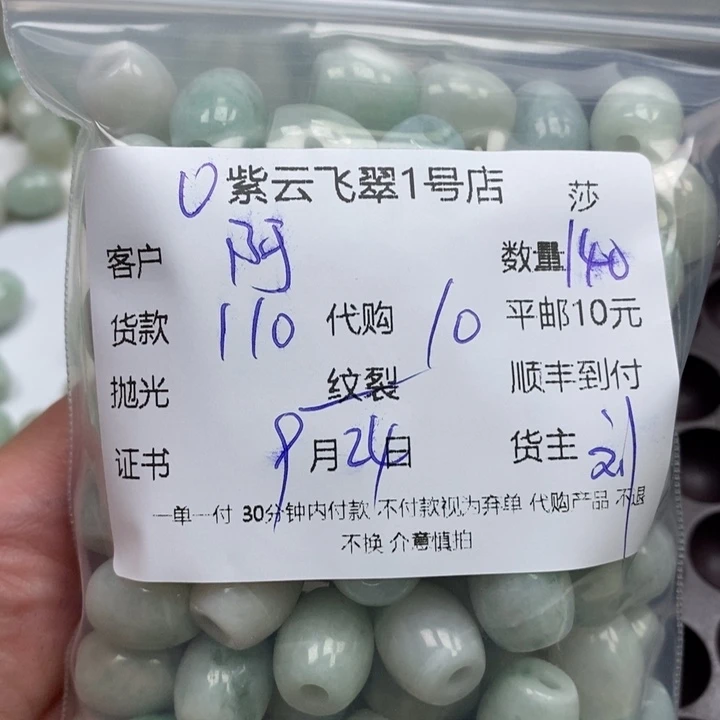 紫云飞翠1号店 莎
客户 阿 数量 140
货款 110 代购 10 平邮10元
抛光 纹裂 顺丰到付
证书 9月24日 货主 刘
一单一付 30分钟内付款 不付款视为弃单 代购产品 不退
不换 介意慎拍